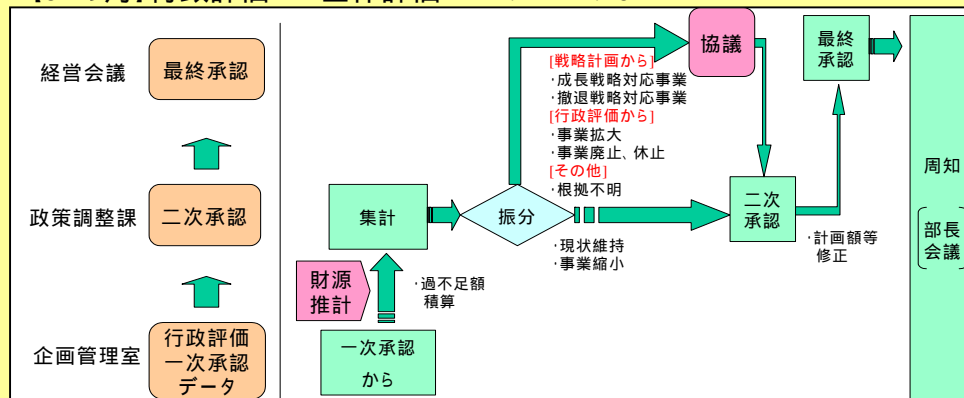 経営会議
最終承認
政策調整課
二次承認
企画管理室
行政評価
一次承認
データ
集計
財源
推計
・過不足額
積算
一次承認
から
振分
[戦略計画から]
・成長戦略対応事業
・撤退戦略対応事業
[行政評価から]
・事業拡大
・事業廃止、休止
[その他]
・根拠不明
・現状維持
・事業縮小
協議
二次
承認
最終
承認
・計画額等
修正
周知
部長
会議